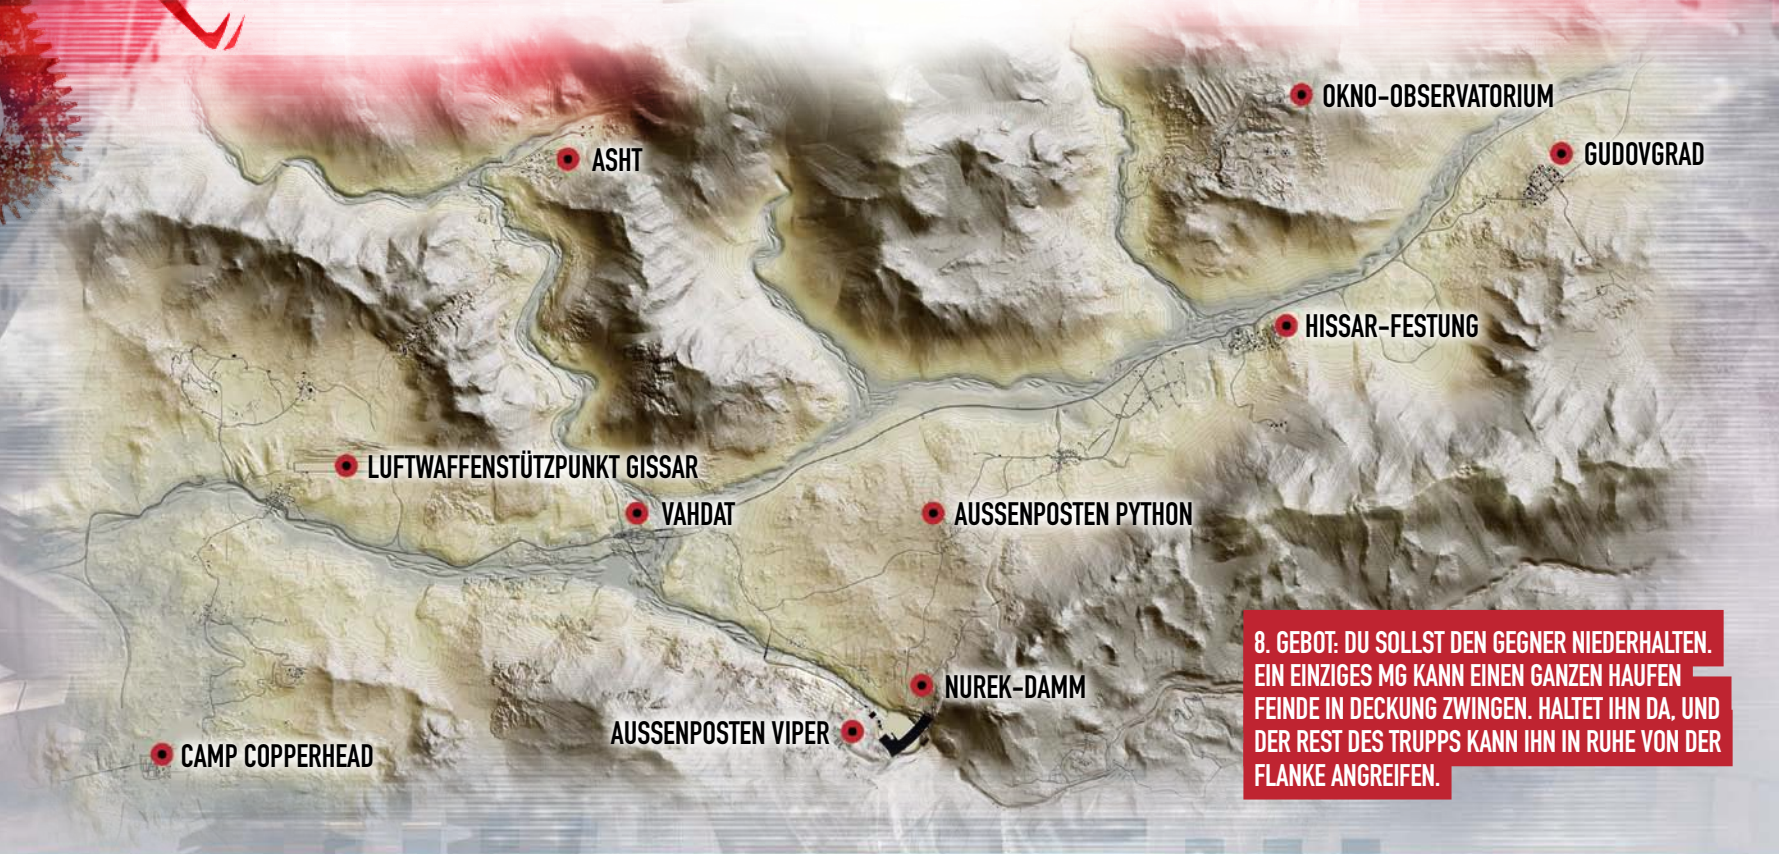 OKNO-OBSERVATORIUM
GUDOVGRAD
ASHT
HISSAR-FESTUNG
LUFTWAFFENSTÜTZPUNKT GISSAR
VAHDAT
AUSSENPOSTEN PYTHON
NUREK-DAMM
AUSSENPOSTEN VIPER
CAMP COPPERHEAD
8. GEBOT: DU SOLLST DEN GEGNER NIEDERHALTEN.
EIN EINZIGES MG KANN EINEN GANZEN HAUFEN
FEINDE IN DECKUNG ZWINGEN. HALTET IHN DA, UND
DER REST DES TRUPPS KANN IHN IN RUHE VON DER
FLANKE ANGREIFEN.